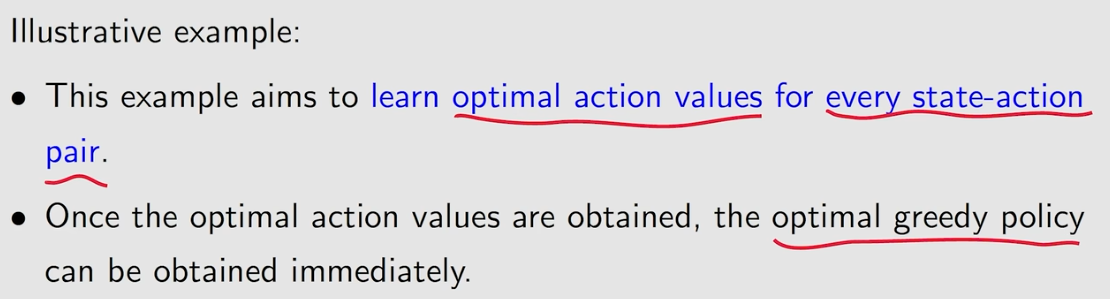 Illustrative example:
• This example aims to learn optimal action values for every state-action
pair.
• Once the optimal action values are obtained, the optimal greedy policy
can be obtained immediately.